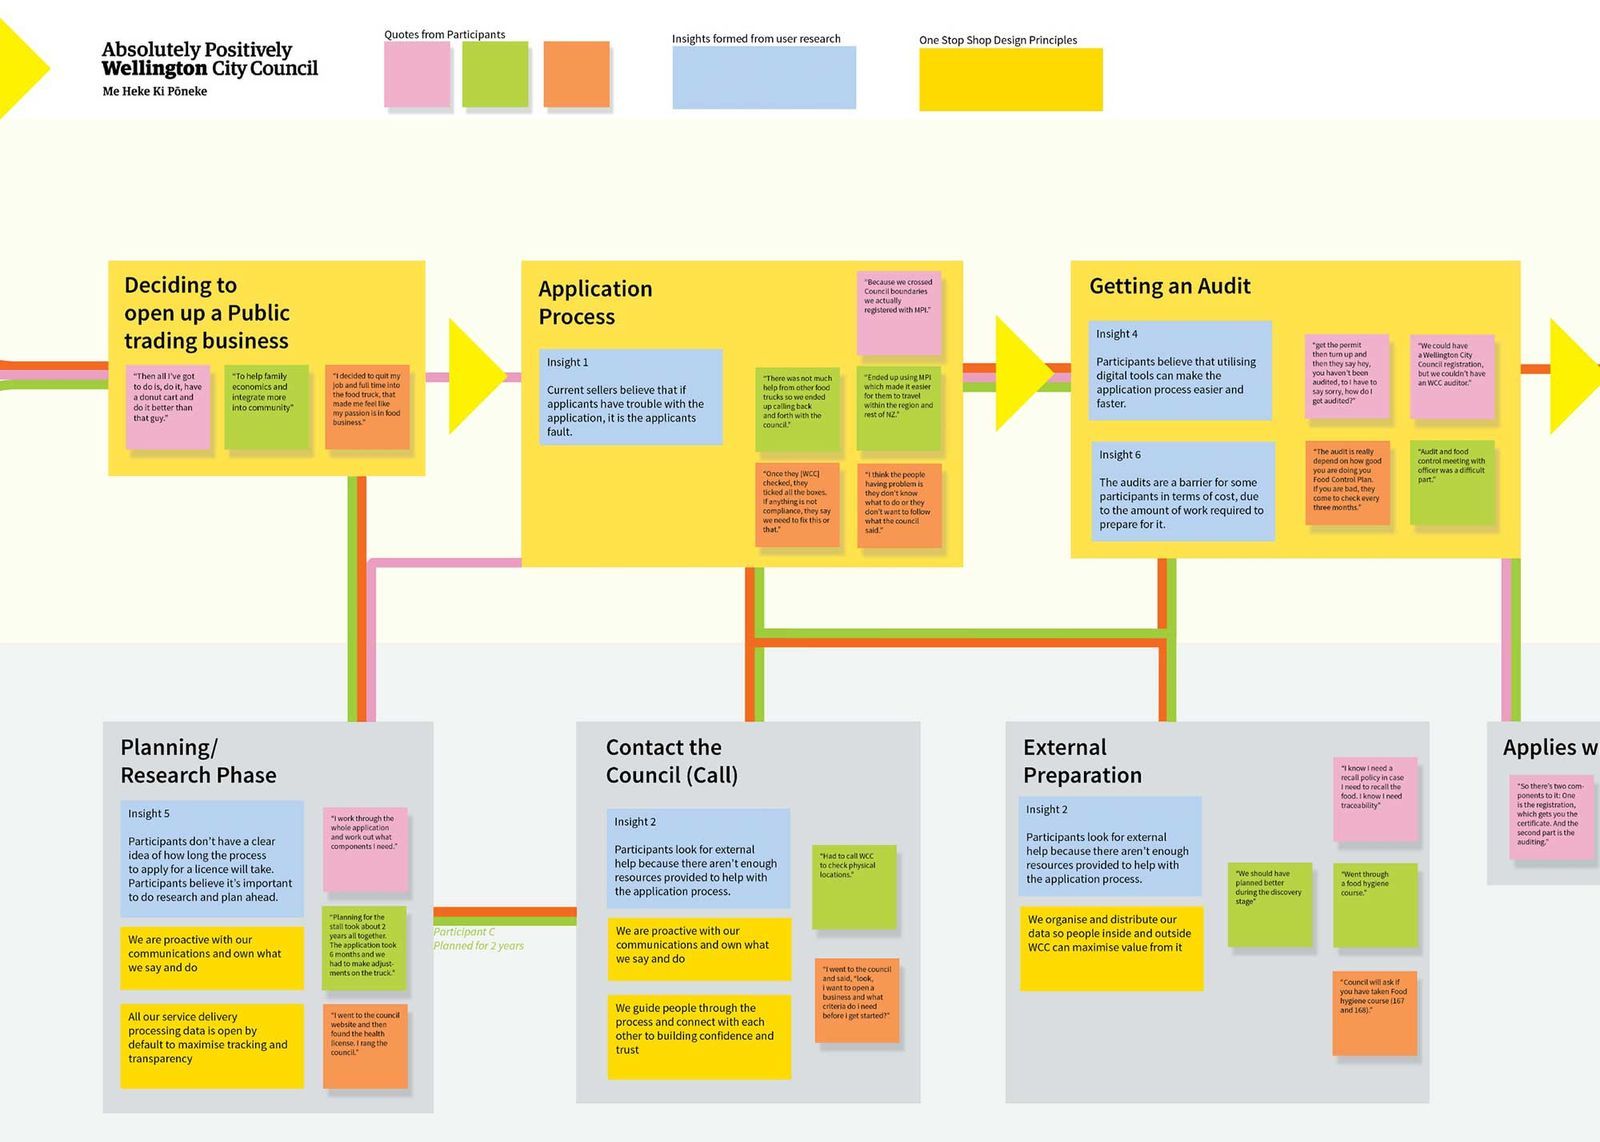 Absolutely Positively
Wellington City Council
Me Heke Ki Pōneke
Quotes from Participants
Insights formed from user research
One Stop Shop Design Principles
Deciding to
open up a Public
trading business
"Then all I've got
to do is, do it, have
a donut cart and
do it better than
that guy."
"To help family
economics and
integrate more
into community"
"I decided to quit my
job and full time into
the food truck, that
made me feel like
my passion is in food
business."
Application
Process
Insight 1
Current sellers believe that if
applicants have trouble with the
application, it is the applicants
fault.
"Because we crossed
Council boundaries
we actually
registered with MPI."
"There was not much
help from other food
trucks so we ended
up calling back
and forth with the
council."
"Ended up using MPI
which made it easier
for them to travel
within the region and
rest of NZ."
"Once they [WCC]
checked, they
ticked all the boxes.
If anything is not
compliance, they say
we need to fix this or
that."
"I think the people
having problem is
they don't know
what to do or they
don't want to follow
what the council
said."
Getting an Audit
Insight 4
Participants believe that utilising
digital tools can make the
application process easier and
faster.
Insight 6
The audits are a barrier for some
participants in terms of cost, due
to the amount of work required to
prepare for it.
"get the permit
then turn up and
then they say hey,
you haven't been
audited, to I have to
say sorry, how do I
get audited?"
"We could have
a Wellington City
Council registration,
but we couldn't have
an WCC auditor."
"The audit is really
depend on how good
you are doing you
Food Control Plan.
If you are bad, they
come to check every
three months."
"Audit and food
control meeting with
officer was a difficult
part."
Planning/
Research Phase
Insight 5
Participants don't have a clear
idea of how long the process
to apply for a licence will take.
Participants believe it's important
to do research and plan ahead.
We are proactive with our
communications and own what
we say and do
All our service delivery
processing data is open by
default to maximise tracking and
transparency
"I work through the
whole application
and work out what
components I need."
"Planning for the
stall took about 2
years all together.
The application took
6 months and we
had to make adjust-
ments on the truck."
"I went to the council
website and then
found the health
license. I rang the
council."
Participant C
Planned for 2 years
Contact the
Council (Call)
Insight 2
Participants look for external
help because there aren't enough
resources provided to help with
the application process.
We are proactive with our
communications and own what
we say and do
We guide people through the
process and connect with each
other to building confidence and
trust
"Had to call WCC
to check physical
locations."
"I went to the council
and said, "look,
i want to open a
business and what
criteria do i need
before i get started?"
External
Preparation
Insight 2
Participants look for external
help because there aren't enough
resources provided to help with
the application process.
We organise and distribute our
data so people inside and outside
WCC can maximise value from it
"I know I need a
recall policy in case
I need to recall the
food. I know I need
traceability"
"We should have
planned better
during the discovery
stage"
"Went through
a food hygiene
course."
"Council will ask if
you have taken Food
hygiene course (167
and 168)."
Applies w
"So there's two com-
ponents to it: One
is the registration,
which gets you the
certificate. And the
second part is the
auditing."